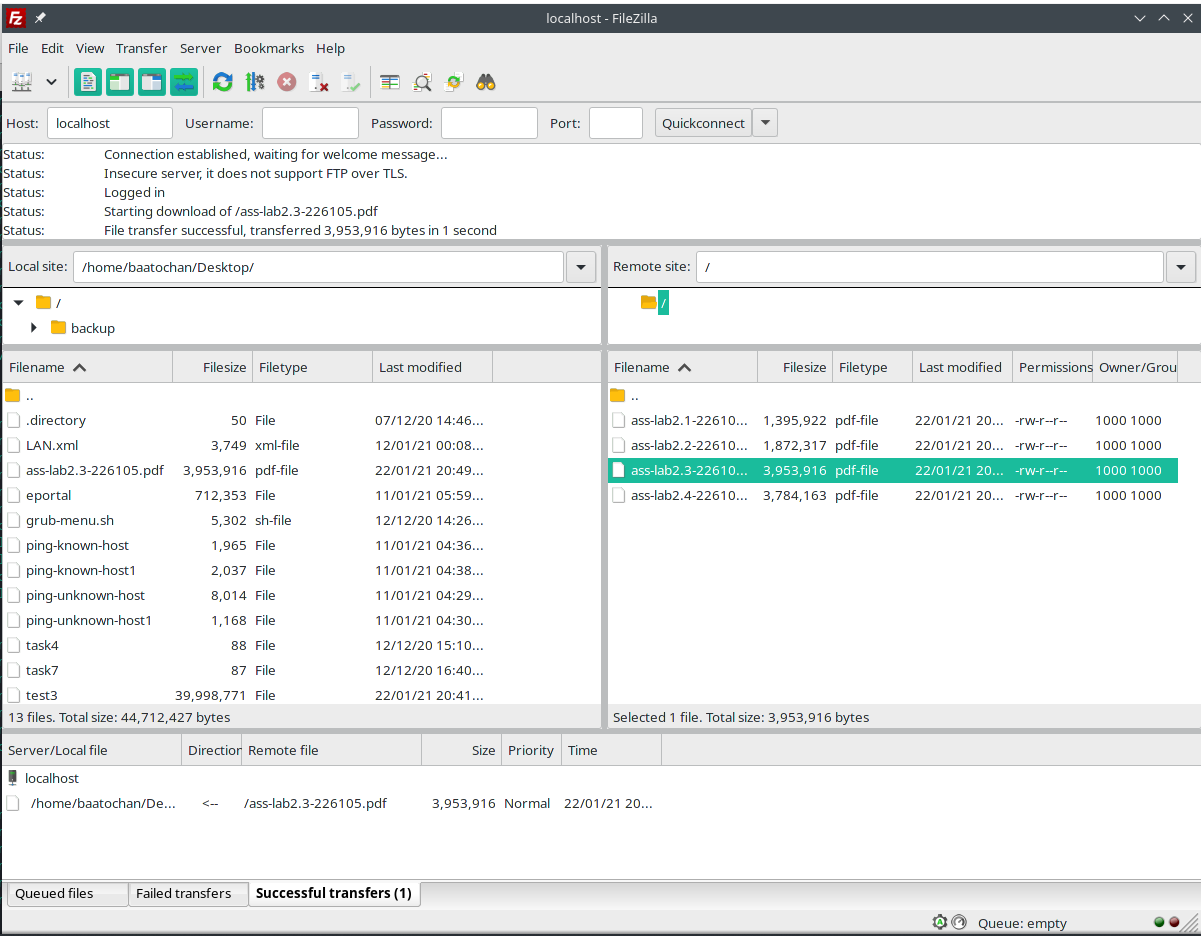 localhost - FileZilla
File Edit View Transfer Server Bookmarks Help
Host: localhost Username: Password: Port: Quickconnect
Status: Connection established, waiting for welcome message...
Status: Insecure server, it does not support FTP over TLS.
Status: Logged in
Status: Starting download of /ass-lab2.3-226105.pdf
Status: File transfer successful, transferred 3,953,916 bytes in 1 second
Local site: /home/baatochan/Desktop/
/
backup
Filename Filesize Filetype Last modified
..
.directory 50 File 07/12/20 14:46...
LAN.xml 3,749 xml-file 12/01/21 00:08...
ass-lab2.3-226105.pdf 3,953,916 pdf-file 22/01/21 20:49...
eportal 712,353 File 11/01/21 05:59...
grub-menu.sh 5,302 sh-file 12/12/20 14:26...
ping-known-host 1,965 File 11/01/21 04:36...
ping-known-host1 2,037 File 11/01/21 04:38...
ping-unknown-host 8,014 File 11/01/21 04:29...
ping-unknown-host1 1,168 File 11/01/21 04:30...
task4 88 File 12/12/20 15:10...
task7 87 File 12/12/20 16:40...
test3 39,998,771 File 22/01/21 20:41...
13 files. Total size: 44,712,427 bytes
Remote site: /
/
Filename Filesize Filetype Last modified Permissions Owner/Grou
..
ass-lab2.1-22610... 1,395,922 pdf-file 22/01/21 20... -rw-r--r-- 1000 1000
ass-lab2.2-22610... 1,872,317 pdf-file 22/01/21 20... -rw-r--r-- 1000 1000
ass-lab2.3-22610... 3,953,916 pdf-file 22/01/21 20... -rw-r--r-- 1000 1000
ass-lab2.4-22610... 3,784,163 pdf-file 22/01/21 20... -rw-r--r-- 1000 1000
Selected 1 file. Total size: 3,953,916 bytes
Server/Local file Direction Remote file Size Priority Time
localhost
/home/baatochan/De... <-- /ass-lab2.3-226105.pdf 3,953,916 Normal 22/01/21 20...
Queued files Failed transfers Successful transfers (1)
Queue: empty